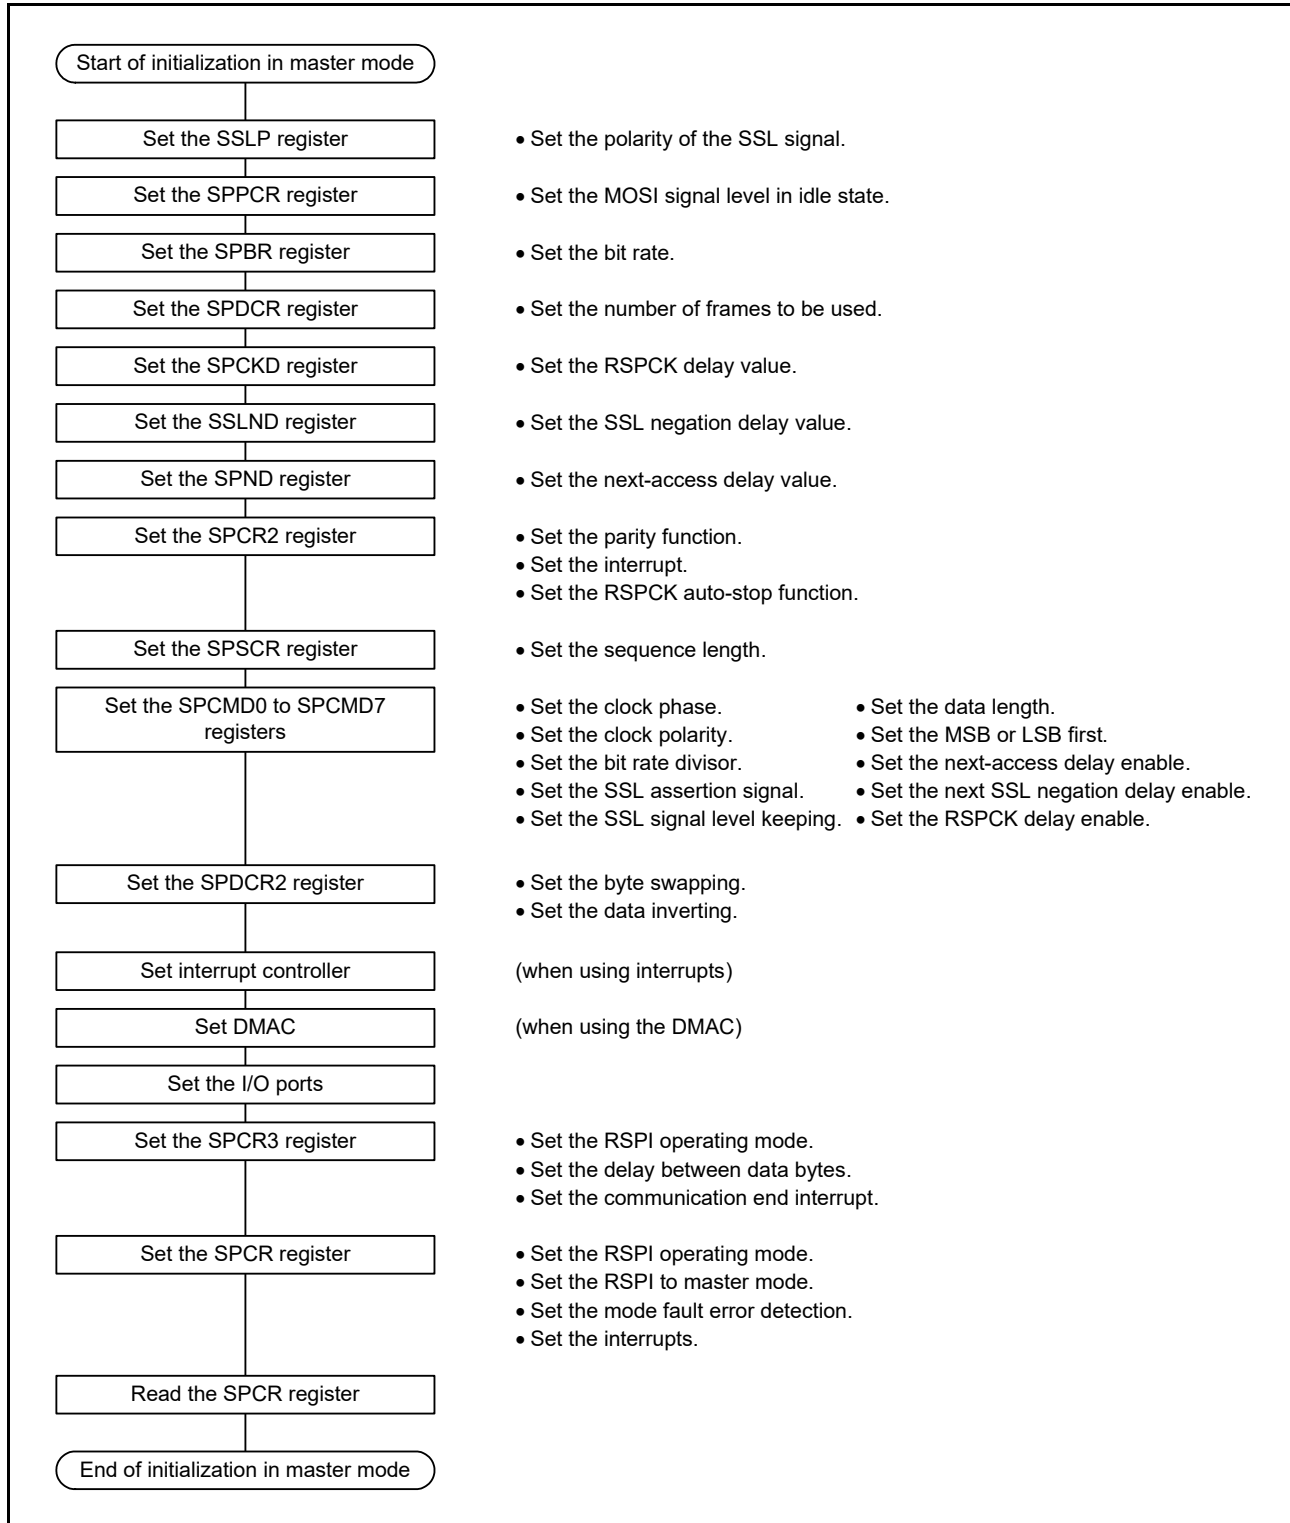 Start of initialization in master mode
Set the SSLP register
• Set the polarity of the SSL signal.
Set the SPPCR register
• Set the MOSI signal level in idle state.
Set the SPBR register
• Set the bit rate.
Set the SPDCR register
• Set the number of frames to be used.
Set the SPCKD register
• Set the RSPCK delay value.
Set the SSLND register
• Set the SSL negation delay value.
Set the SPND register
• Set the next-access delay value.
Set the SPCR2 register
• Set the parity function.
• Set the interrupt.
• Set the RSPCK auto-stop function.
Set the SPSCR register
• Set the sequence length.
Set the SPCMD0 to SPCMD7
registers
• Set the clock phase.
• Set the clock polarity.
• Set the bit rate divisor.
• Set the SSL assertion signal.
• Set the SSL signal level keeping.
• Set the data length.
• Set the MSB or LSB first.
• Set the next-access delay enable.
• Set the next SSL negation delay enable.
• Set the RSPCK delay enable.
Set the SPDCR2 register
• Set the byte swapping.
• Set the data inverting.
Set interrupt controller
(when using interrupts)
Set DMAC
(when using the DMAC)
Set the I/O ports
Set the SPCR3 register
• Set the RSPI operating mode.
• Set the delay between data bytes.
• Set the communication end interrupt.
Set the SPCR register
• Set the RSPI operating mode.
• Set the RSPI to master mode.
• Set the mode fault error detection.
• Set the interrupts.
Read the SPCR register
End of initialization in master mode